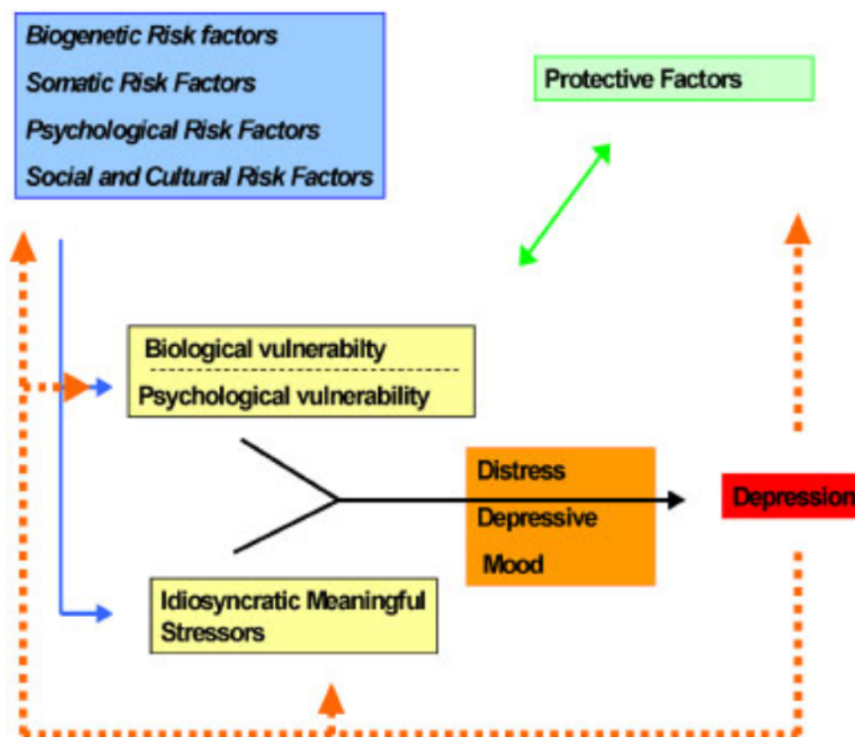 Biogenetic Risk factors
Somatic Risk Factors
Psychological Risk Factors
Social and Cultural Risk Factors
Protective Factors
Biological vulnerabilty
Psychological vulnerability
Distress
Depressive
Mood
Depression
Idiosyncratic Meaningful
Stressors